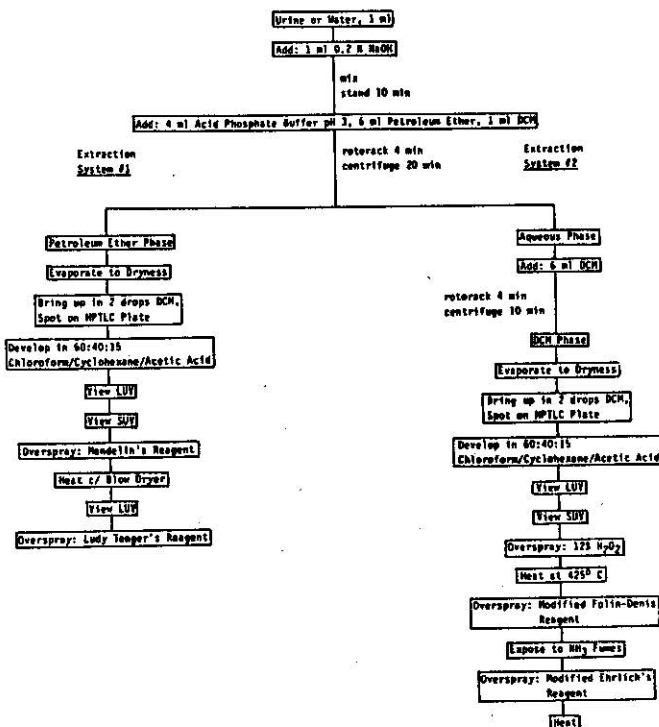 Urine or Water, 1 ml
Add: 1 ml 0.2 N NaOH
mix
stand 10 min
Add: 4 ml Acid Phosphate Buffer pH 3, 6 ml Petroleum Ether, 1 ml DCM
Extraction
System #1
rotorack 4 min
centrifuge 20 min
Extraction
System #2
Petroleum Ether Phase
Evaporate to Dryness
Bring up in 2 drops DCM,
Spot on HPTLC Plate
Develop in 60:40:15
Chloroform/Cyclohexane/Acetic Acid
View LUV
View SUV
Overspray: Mandelin's Reagent
Heat c/ Blow Dryer
View LUV
Overspray: Ludy Tenger's Reagent
Aqueous Phase
Add: 6 ml DCM
rotorack 4 min
centrifuge 10 min
DCM Phase
Evaporate to Dryness
Bring up in 2 drops DCM,
Spot on HPTLC Plate
Develop in 60:40:15
Chloroform/Cyclohexane/Acetic Acid
View LUV
View SUV
Overspray: 12% H₂O₂
Heat at 425⁰ C
Overspray: Modified Folin-Denis
Reagent
Expose to NH₃ Fumes
Overspray: Modified Ehrlich's
Reagent
Heat